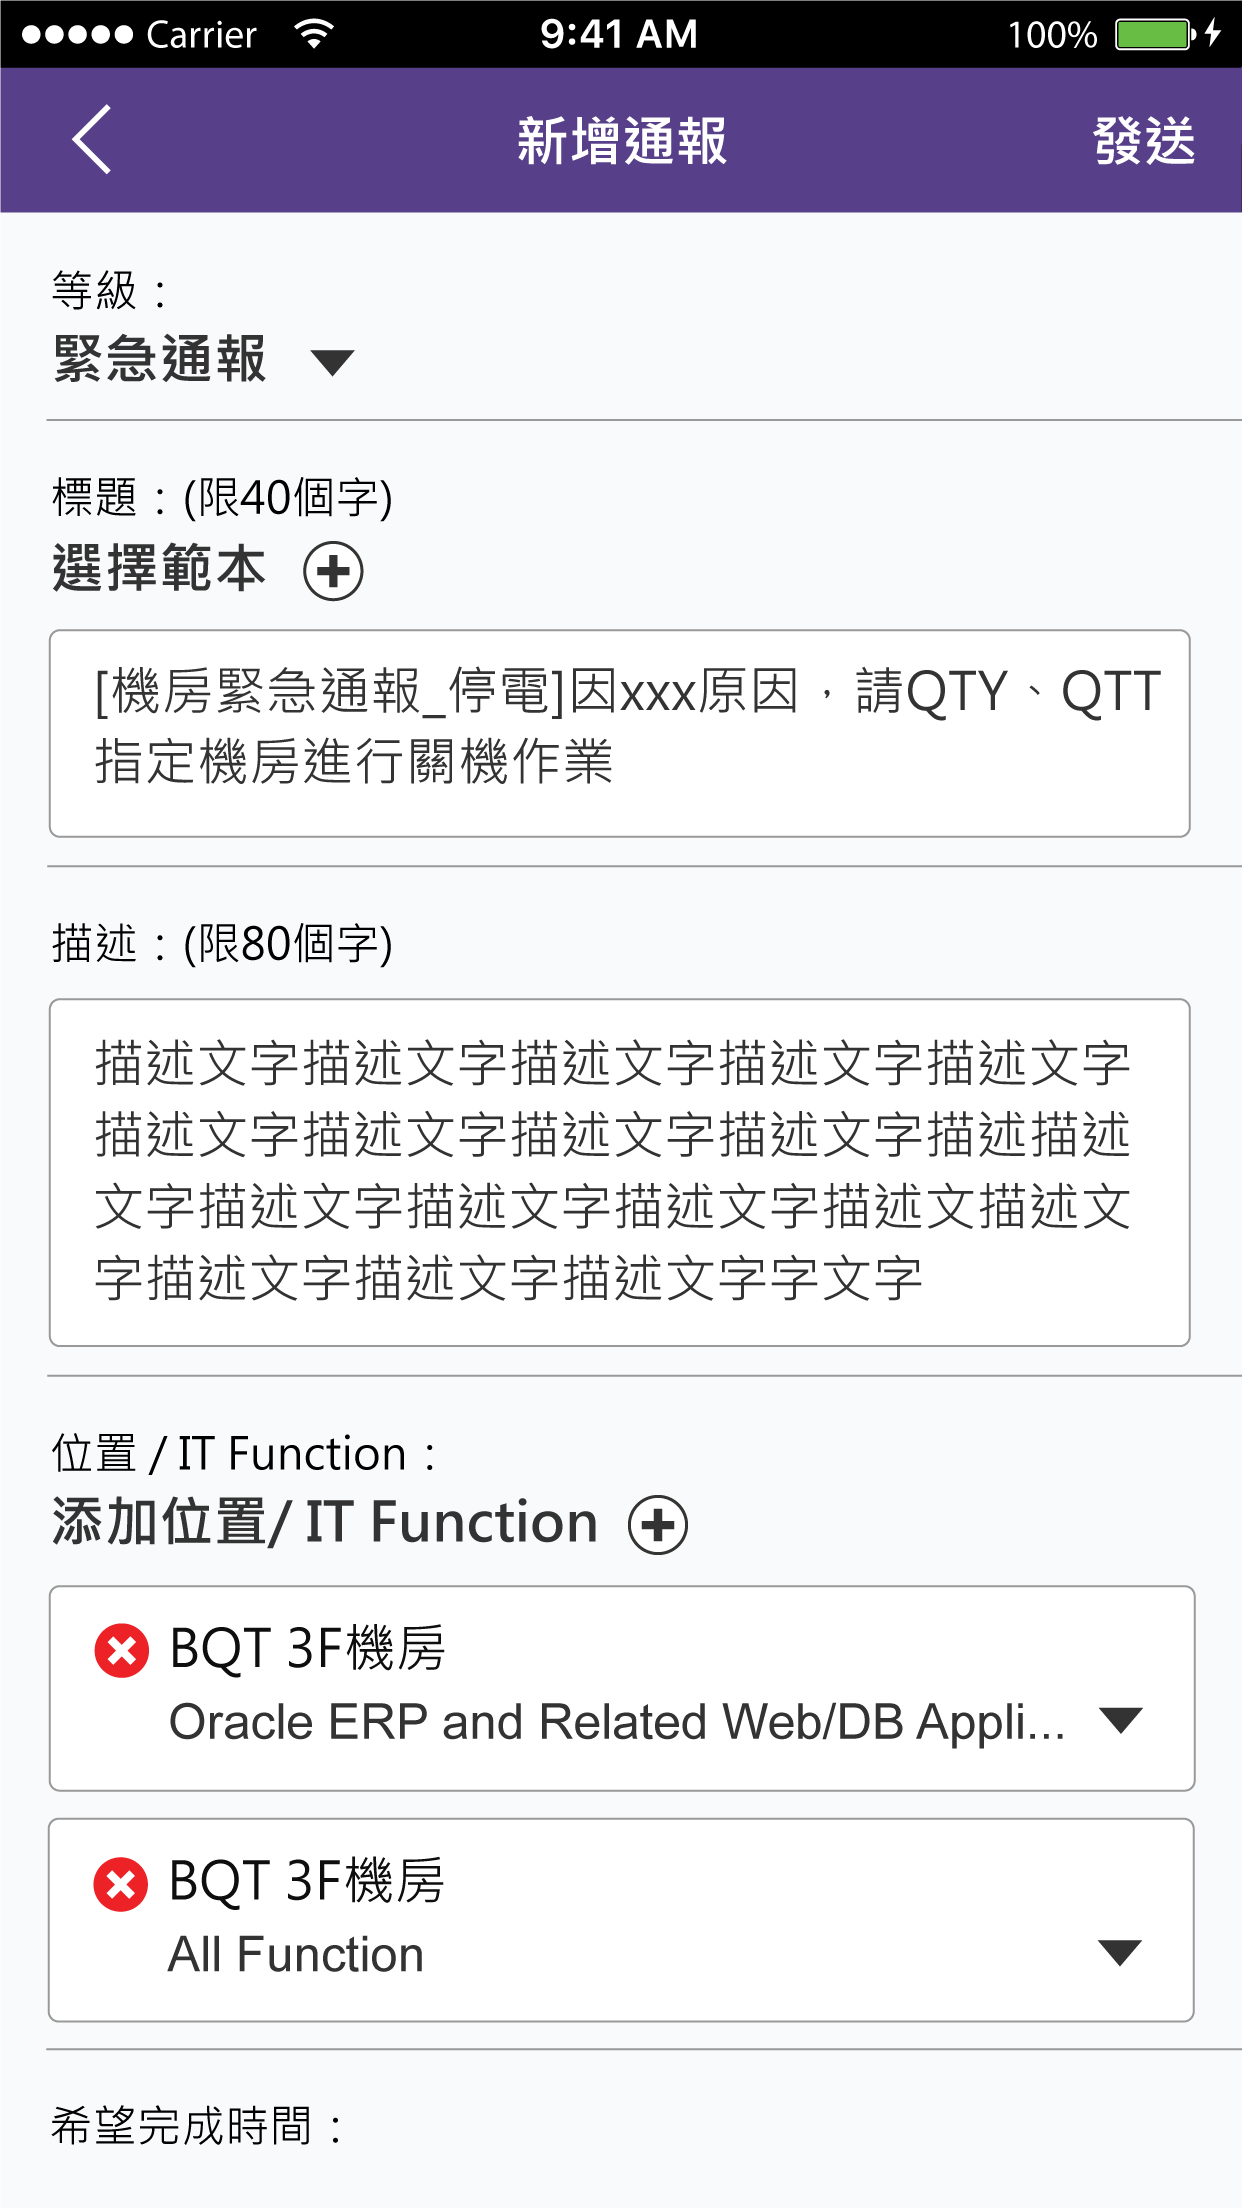 Carrier 9:41 AM 100%
新增通報 發送
等級：
緊急通報
標題：(限40個字)
選擇範本
[機房緊急通報_停電]因xxx原因，請QTY、QTT
指定機房進行關機作業
描述：(限80個字)
描述文字描述文字描述文字描述文字描述文字
描述文字描述文字描述文字描述文字描述描述
文字描述文字描述文字描述文字描述文描述文
字描述文字描述文字描述文字字文字
位置 / IT Function：
添加位置/ IT Function
BQT 3F機房
Oracle ERP and Related Web/DB Appli...
BQT 3F機房
All Function
希望完成時間：